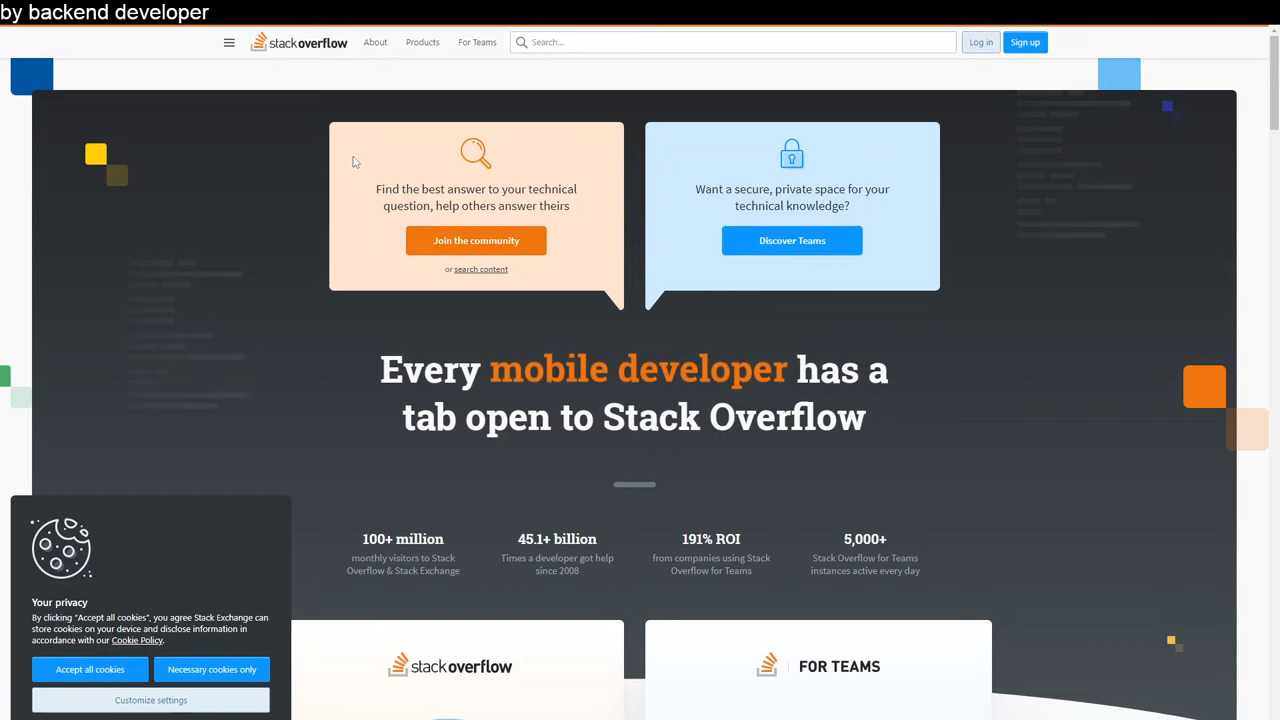 by backend developer
stackoverflow About Products For Teams Search... Log in Sign up
Find the best answer to your technical
question, help others answer theirs
Join the community
or search content
Want a secure, private space for your
technical knowledge?
Discover Teams
Every mobile developer has a
tab open to Stack Overflow
100+ million
monthly visitors to Stack
Overflow & Stack Exchange
45.1+ billion
Times a developer got help
since 2008
191% ROI
from companies using Stack
Overflow for Teams
5,000+
Stack Overflow for Teams
instances active every day
Your privacy
By clicking "Accept all cookies", you agree Stack Exchange can
store cookies on your device and disclose information in
accordance with our Cookie Policy.
Accept all cookies Necessary cookies only
Customize settings
stackoverflow
FOR TEAMS